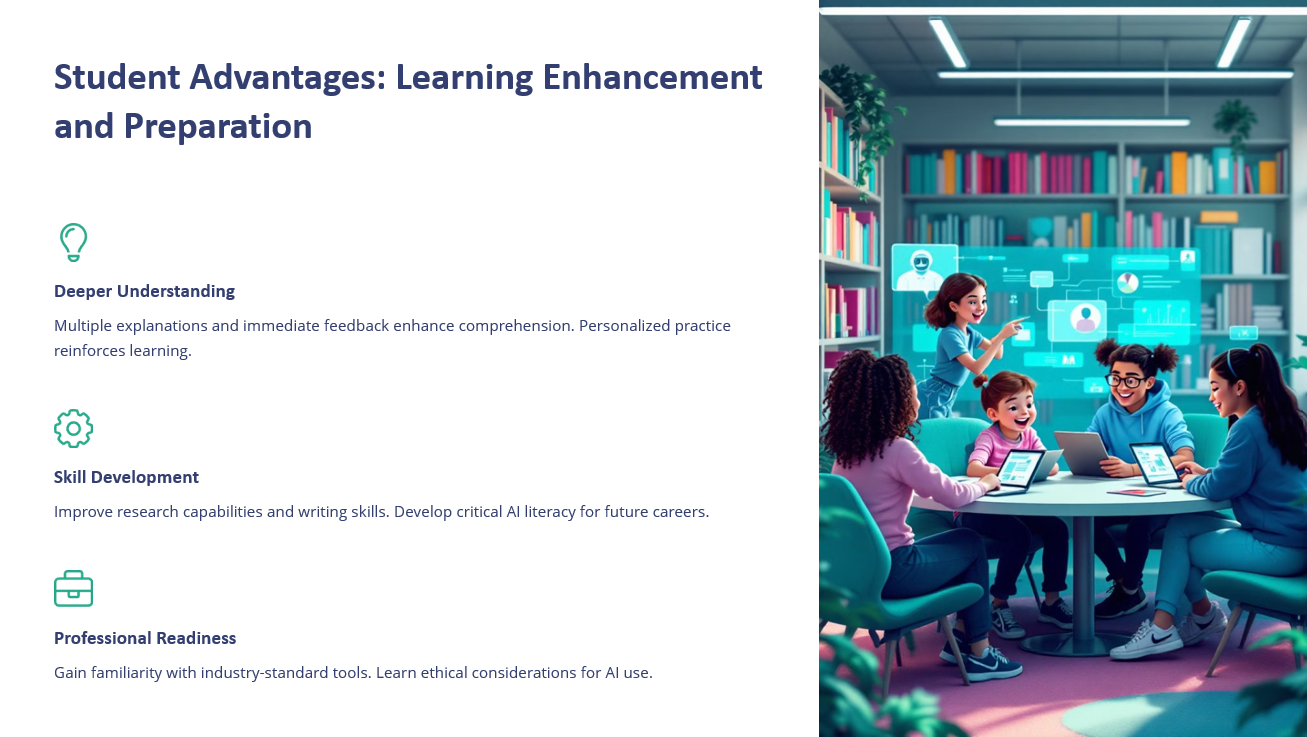 Student Advantages: Learning Enhancement
and Preparation
Deeper Understanding
Multiple explanations and immediate feedback enhance comprehension. Personalized practice
reinforces learning.
Skill Development
Improve research capabilities and writing skills. Develop critical AI literacy for future careers.
Professional Readiness
Gain familiarity with industry-standard tools. Learn ethical considerations for AI use.